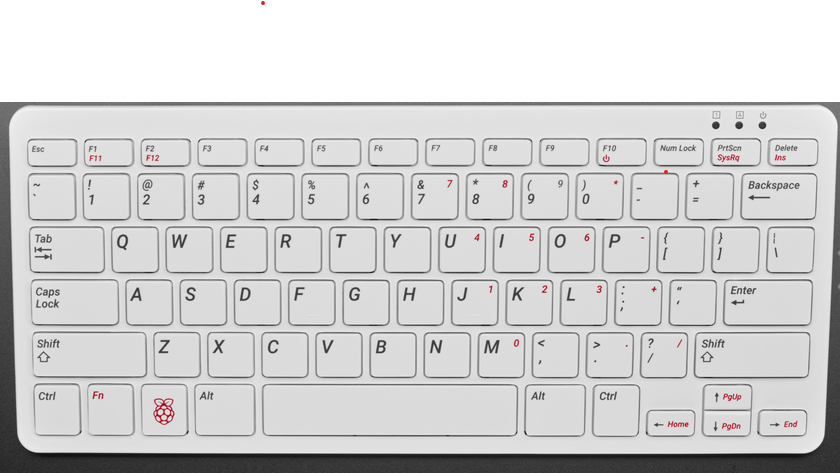 1 A
Esc F1 F2 F3 F4 F5 F6 F7 F8 F9 F10 Num Lock PrtScn Delete
F11 F12 SysRq Ins
~ ! @ # $ % ^ & 7 * 8 ( 9 ) * _ + Backspace
` 1 2 3 4 5 6 7 8 9 0 - =
Tab Q W E R T Y U 4 I 5 O 6 P - { } |
[ ] \
Caps A S D F G H J 1 K 2 L 3 : + " Enter
Lock ; '
Shift Z X C V B N M 0 < > . ? / Shift
, . /
Ctrl Fn Alt Alt Ctrl PgUp
Home PgDn End